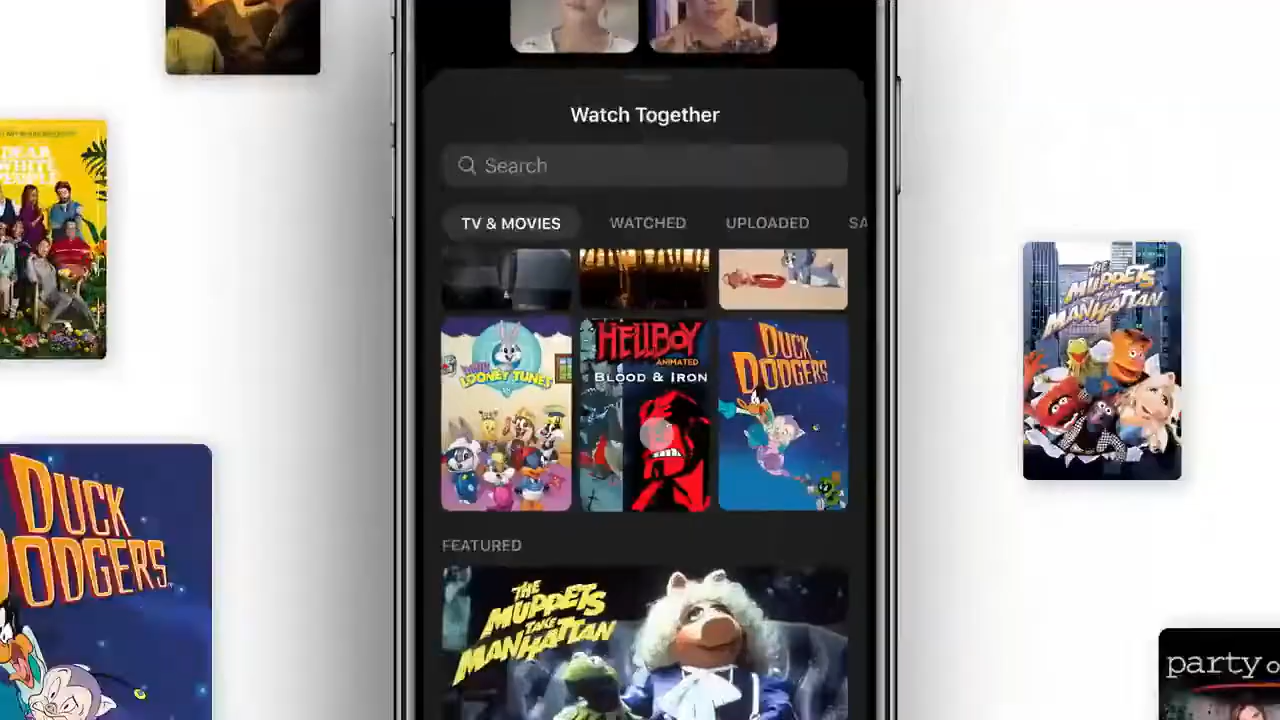 Watch Together
Search
TV & MOVIES
WATCHED
UPLOADED
SA
DEAR
WHITE
PEOPLE
THE
MUPPETS
TAKE
MANHATTAN
LOONEY TUNES
HELLBOY
ANIMATED
BLOOD & IRON
DUCK
DODGERS
DUCK
DODGERS
FEATURED
THE
MUPPETS
TAKE
MANHATTAN
party o